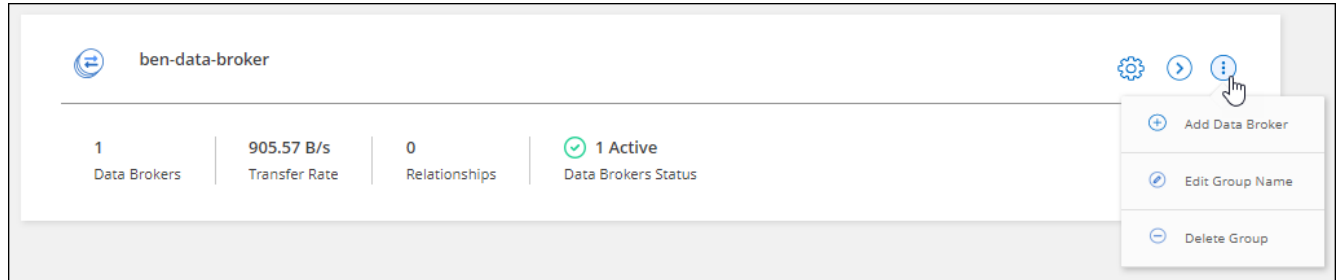 ben-data-broker
1 905.57 B/s 0 1 Active
Data Brokers Transfer Rate Relationships Data Brokers Status
Add Data Broker
Edit Group Name
Delete Group